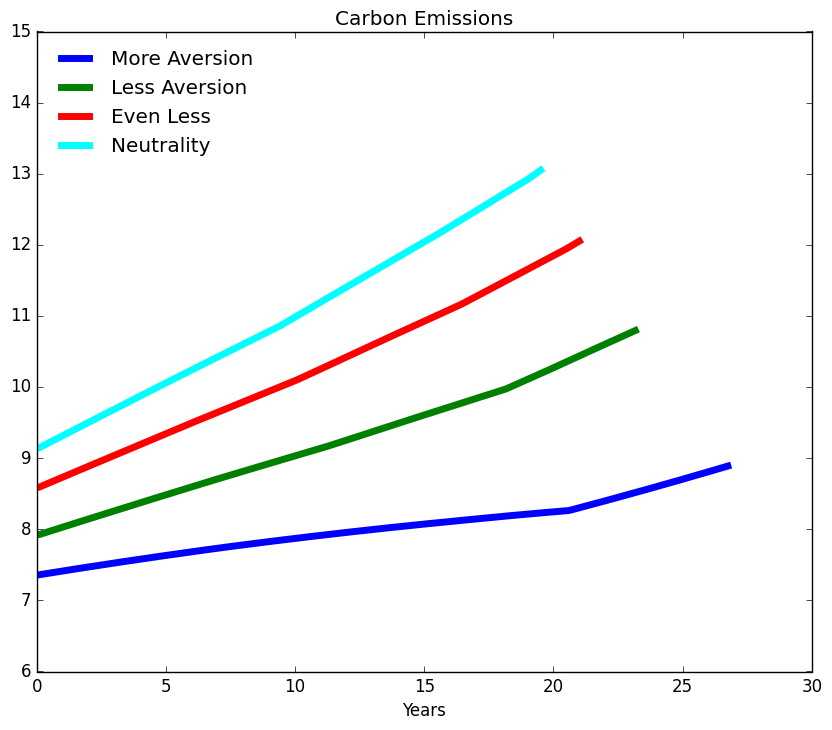 Carbon Emissions
15
14
13
12
11
10
9
8
7
6
More Aversion
Less Aversion
Even Less
Neutrality
0 5 10 15 20 25 30
Years